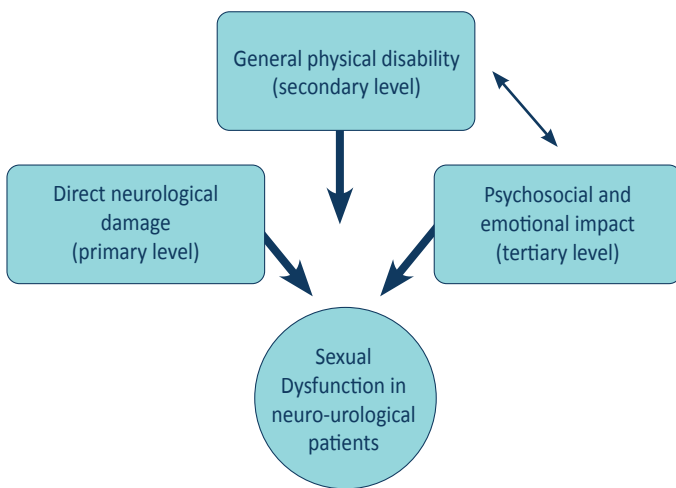 General physical disability
(secondary level)
Direct neurological
damage
(primary level)
Psychosocial and
emotional impact
(tertiary level)
Sexual
Dysfunction in
neuro-urological
patients